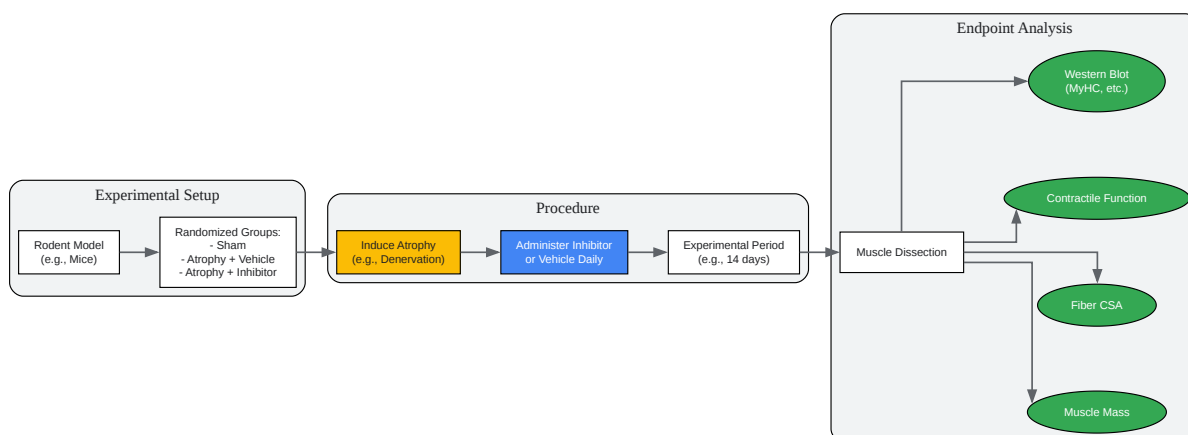 Experimental Setup
Rodent Model
(e.g., Mice)
Randomized Groups:
- Sham
- Atrophy + Vehicle
- Atrophy + Inhibitor
Procedure
Induce Atrophy
(e.g., Denervation)
Administer Inhibitor
or Vehicle Daily
Experimental Period
(e.g., 14 days)
Endpoint Analysis
Muscle Dissection
Western Blot
(MyHC, etc.)
Contractile Function
Fiber CSA
Muscle Mass